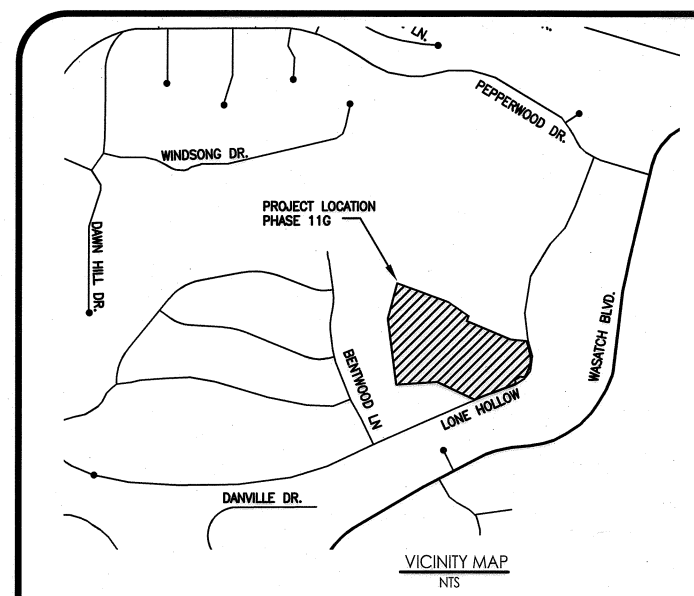 LN.
PEPPERWOOD DR.
WINDSONG DR.
PROJECT LOCATION
PHASE 11G
DAWN HILL DR.
WASATCH BLVD.
BENTWOOD LN
LONE HOLLOW
DANVILLE DR.
VICINITY MAP
NTS